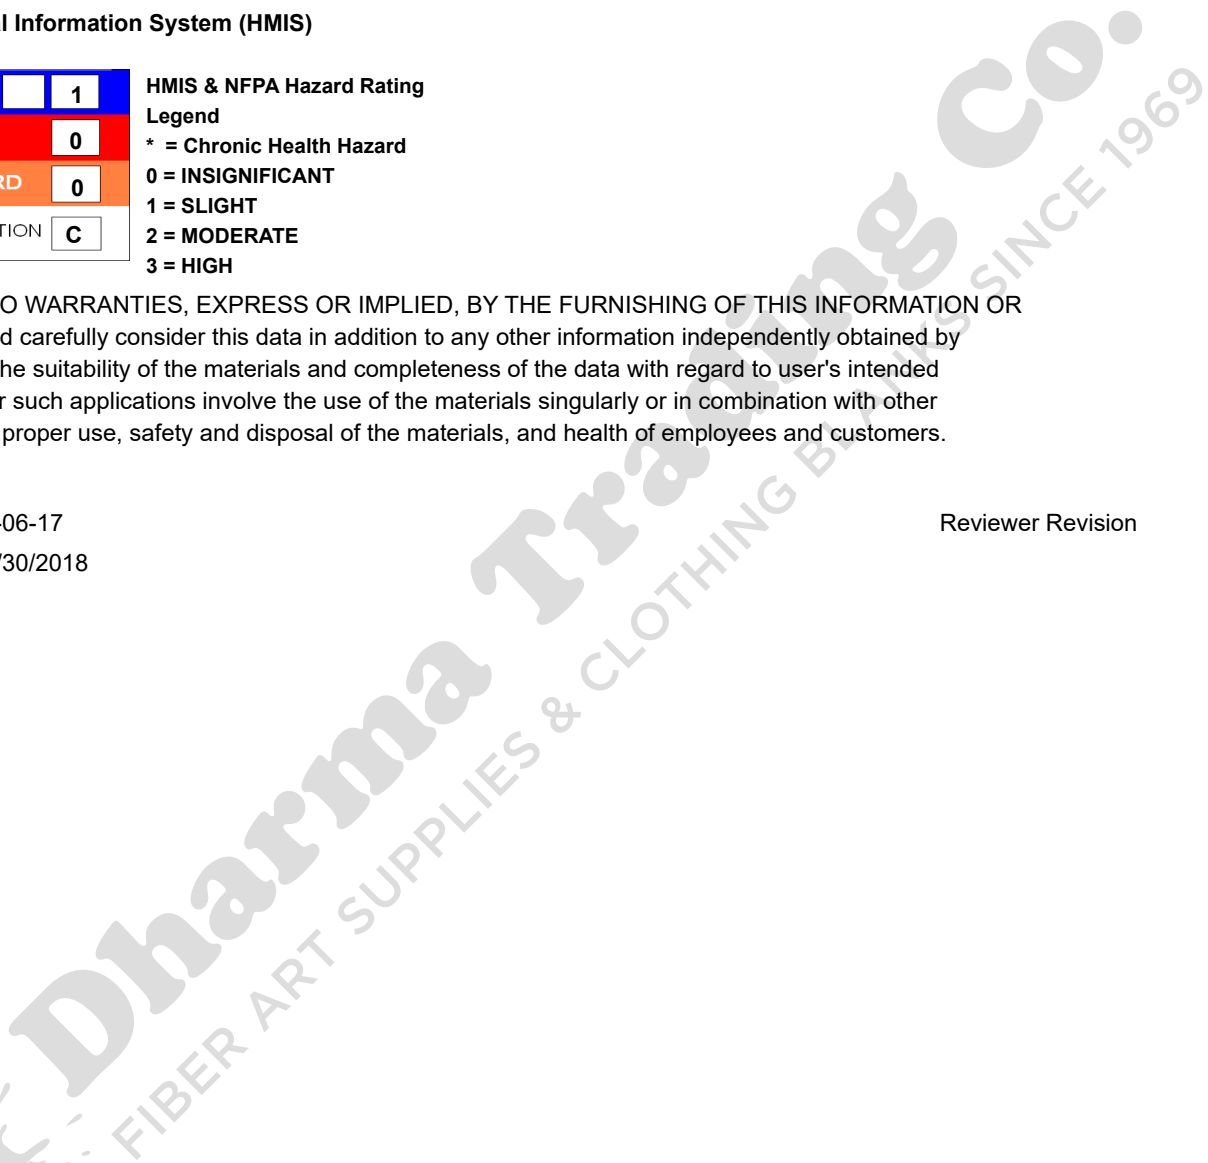 l Information System (HMIS)
1
0
RD 0
TION C
HMIS & NFPA Hazard Rating
Legend
* = Chronic Health Hazard
0 = INSIGNIFICANT
1 = SLIGHT
2 = MODERATE
3 = HIGH
O WARRANTIES, EXPRESS OR IMPLIED, BY THE FURNISHING OF THIS INFORMATION OR
d carefully consider this data in addition to any other information independently obtained by
he suitability of the materials and completeness of the data with regard to user's intended
r such applications involve the use of the materials singularly or in combination with other
proper use, safety and disposal of the materials, and health of employees and customers.
-06-17
Reviewer Revision
/30/2018
Dharma Trading Co.
FIBER ART SUPPLIES & CLOTHING BLANKS SINCE 1969